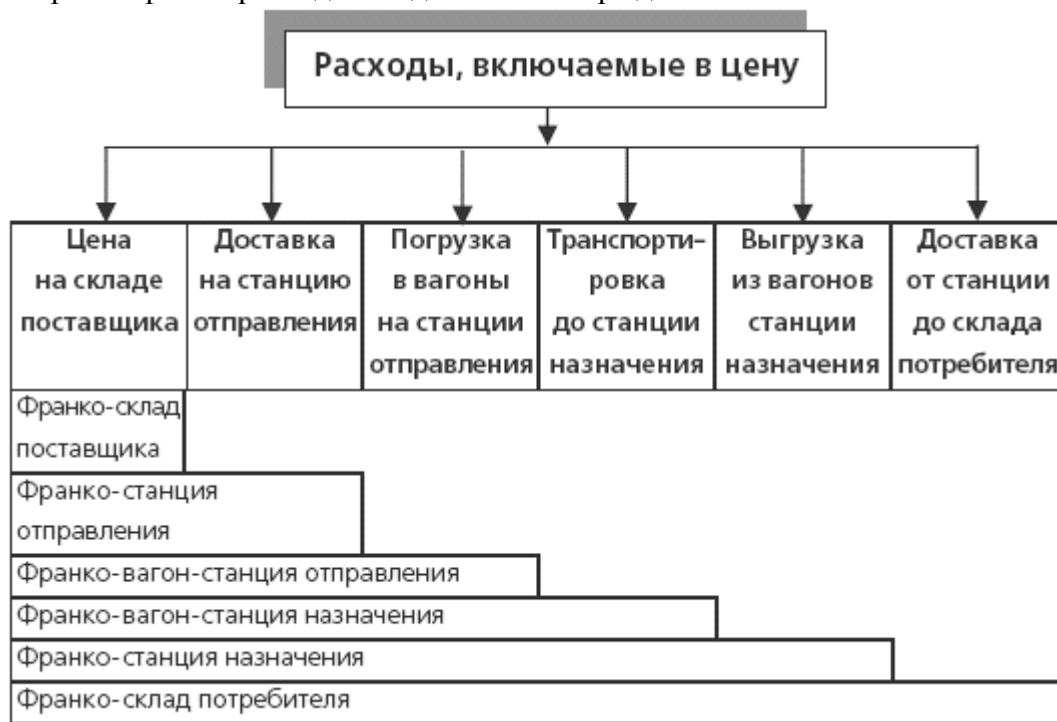 Расходы, включаемые в цену
Цена
на складе
поставщика
Доставка
на станцию
отправления
Погрузка
в вагоны
на станции
отправления
Транспорти-
ровка
до станции
назначения
Выгрузка
из вагонов
станции
назначения
Доставка
от станции
до склада
потребителя
Франко-склад
поставщика
Франко-станция
отправления
Франко-вагон-станция отправления
Франко-вагон-станция назначения
Франко-станция назначения
Франко-склад потребителя